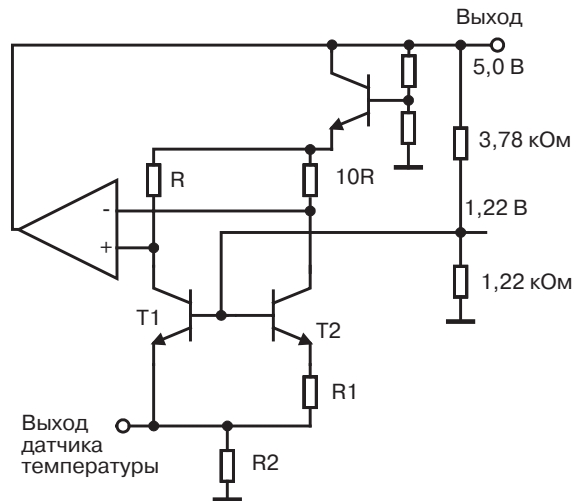 Выход
5,0 В
3,78 кОм
R
10R
1,22 В
-
+
1,22 кОм
T1
T2
R1
Выход
датчика
температуры
R2